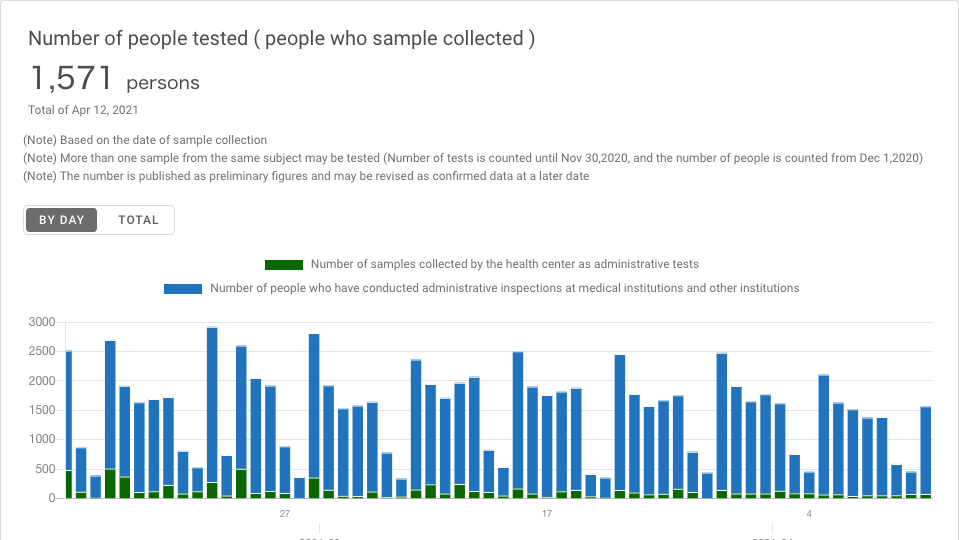 Number of people tested ( people who sample collected )
1,571 persons
Total of Apr 12, 2021
(Note) Based on the date of sample collection
(Note) More than one sample from the same subject may be tested (Number of tests is counted until Nov 30,2020, and the number of people is counted from Dec 1,2020)
(Note) The number is published as preliminary figures and may be revised as confirmed data at a later date
BY DAY TOTAL
Number of samples collected by the health center as administrative tests
Number of people who have conducted administrative inspections at medical institutions and other institutions
3000
2500
2000
1500
1000
500
0
27 17 4